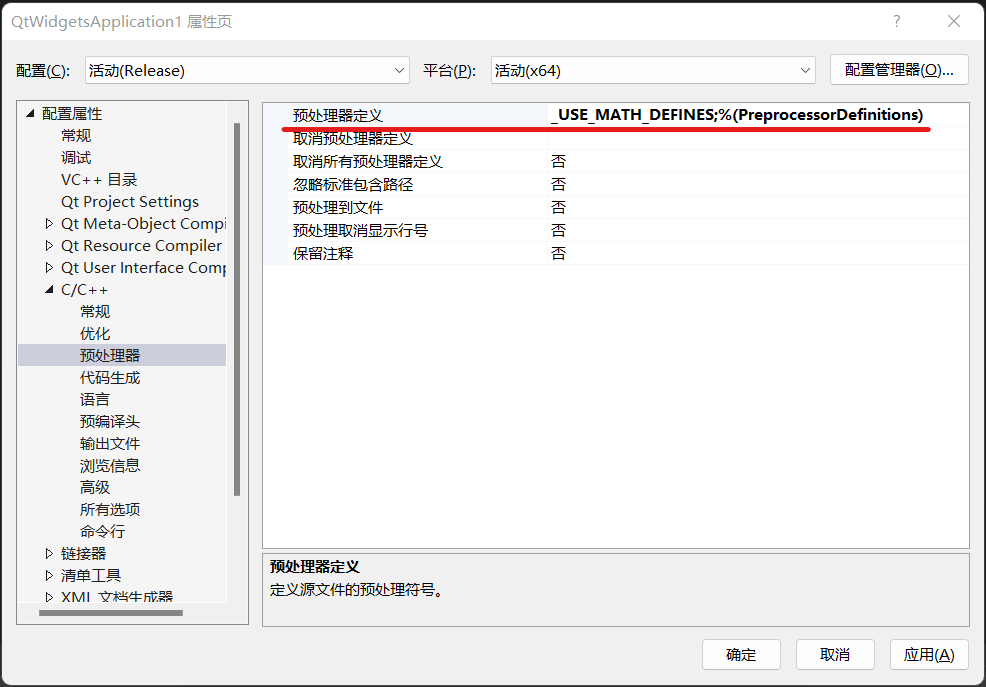 QtWidgetsApplication1 属性页
?
配置(C):
活动(Release)
平台(P):
活动(x64)
配置管理器(O)...
配置属性
常规
调试
VC++ 目录
Qt Project Settings
Qt Meta-Object Compi
Qt Resource Compiler
Qt User Interface Comp
C/C++
常规
优化
预处理器
代码生成
语言
预编译头
输出文件
浏览信息
高级
所有选项
命令行
链接器
清单工具
XML 文档生成器
预处理器定义 _USE_MATH_DEFINES;%(PreprocessorDefinitions)
取消预处理器定义
取消所有预处理器定义 否
忽略标准包含路径 否
预处理到文件 否
预处理取消显示行号 否
保留注释 否
预处理器定义
定义源文件的预处理符号。
确定
取消
应用(A)